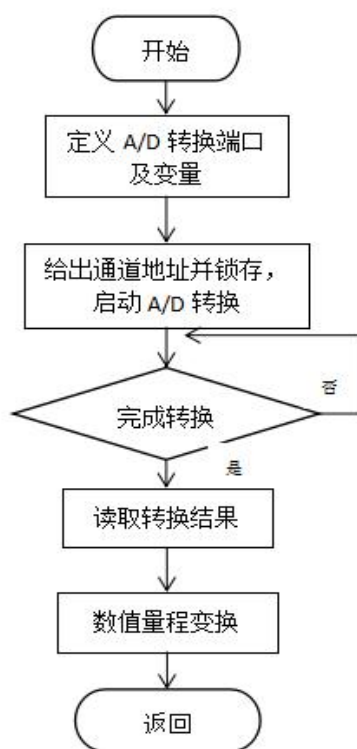 开始
定义 A/D 转换端口
及变量
给出通道地址并锁存，
启动 A/D 转换
否
完成转换
是
读取转换结果
数值量程变换
返回